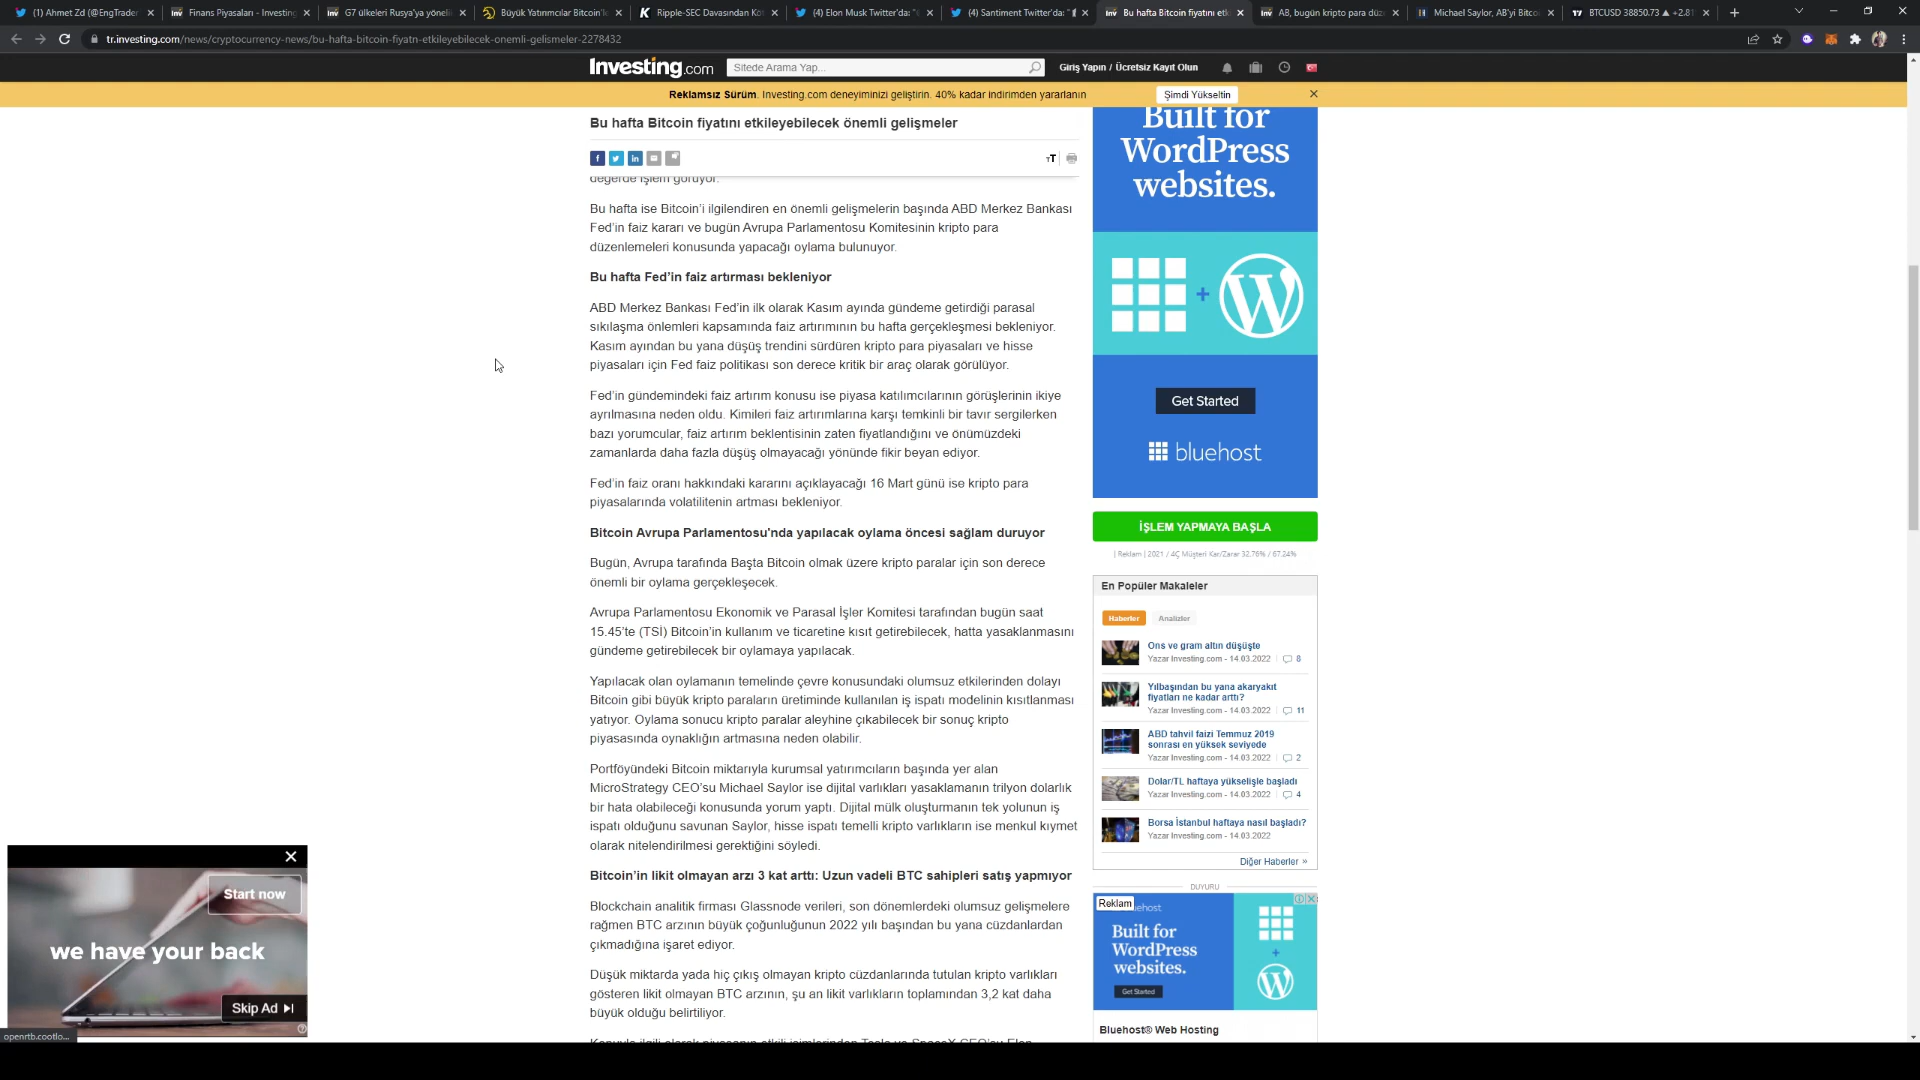 (1) Ahmet Zd (@EngTrader
Finans Piyasaları - Investing
G7 ülkeleri Rusya'ya yöneli
Büyük Yatırımcılar Bitcoin'le
Ripple-SEC Davasından Kö
(4) Elon Musk Twitter'da: "
(4) Santiment Twitter'da: "
Bu hafta Bitcoin fiyatını etk
AB, bugün kripto para düz
Michael Saylor, AB'yi Bitco
BTCUSD 38850.73 ▲ +2.81
tr.investing.com/news/cryptocurrency-news/bu-hafta-bitcoin-fiyatn-etkileyebilecek-onemli-gelismeler-2278432
Investing.com
Sitede Arama Yap...
Giriş Yapın / Ücretsiz Kayıt Olun
Reklamsız Sürüm. Investing.com deneyiminizi geliştirin. 40% kadar indirimden yararlanın
Şimdi Yükseltin
Bu hafta Bitcoin fiyatını etkileyebilecek önemli gelişmeler
değerde işlem görüyor.
Bu hafta ise Bitcoin'i ilgilendiren en önemli gelişmelerin başında ABD Merkez Bankası
Fed'in faiz kararı ve bugün Avrupa Parlamentosu Komitesinin kripto para
düzenlemeleri konusunda yapacağı oylama bulunuyor.
Bu hafta Fed'in faiz artırması bekleniyor
ABD Merkez Bankası Fed'in ilk olarak Kasım ayında gündeme getirdiği parasal
sıkılaşma önlemleri kapsamında faiz artırımının bu hafta gerçekleşmesi bekleniyor.
Kasım ayından bu yana düşüş trendini sürdüren kripto para piyasaları ve hisse
piyasaları için Fed faiz politikası son derece kritik bir araç olarak görülüyor.
Fed'in gündemindeki faiz artırım konusu ise piyasa katılımcılarının görüşlerinin ikiye
ayrılmasına neden oldu. Kimileri faiz artırımlarına karşı temkinli bir tavır sergilerken
bazı yorumcular, faiz artırım beklentisinin zaten fiyatlandığını ve önümüzdeki
zamanlarda daha fazla düşüş olmayacağı yönünde fikir beyan ediyor.
Fed'in faiz oranı hakkındaki kararını açıklayacağı 16 Mart günü ise kripto para
piyasalarında volatilitenin artması bekleniyor.
Bitcoin Avrupa Parlamentosu'nda yapılacak oylama öncesi sağlam duruyor
Bugün, Avrupa tarafında Başta Bitcoin olmak üzere kripto paralar için son derece
önemli bir oylama gerçekleşecek.
Avrupa Parlamentosu Ekonomik ve Parasal İşler Komitesi tarafından bugün saat
15.45'te (TSİ) Bitcoin'in kullanım ve ticaretine kısıt getirebilecek, hatta yasaklanmasını
gündeme getirebilecek bir oylamaya yapılacak.
Yapılacak olan oylamanın temelinde çevre konusundaki olumsuz etkilerinden dolayı
Bitcoin gibi büyük kripto paraların üretiminde kullanılan iş ispatı modelinin kısıtlanması
yatıyor. Oylama sonucu kripto paralar aleyhine çıkabilecek bir sonuç kripto
piyasasında oynaklığın artmasına neden olabilir.
Portföyündeki Bitcoin miktarıyla kurumsal yatırımcıların başında yer alan
MicroStrategy CEO'su Michael Saylor ise dijital varlıkları yasaklamanın trilyon dolarlık
bir hata olabileceği konusunda yorum yaptı. Dijital mülk oluşturmanın tek yolunun iş
ispatı olduğunu savunan Saylor, hisse ispatı temelli kripto varlıkların ise menkul kıymet
olarak nitelendirilmesi gerektiğini söyledi.
Bitcoin'in likit olmayan arzı 3 kat arttı: Uzun vadeli BTC sahipleri satış yapmıyor
Blockchain analitik firması Glassnode verileri, son dönemlerdeki olumsuz gelişmelere
rağmen BTC arzının büyük çoğunluğunun 2022 yılı başından bu yana cüzdanlardan
çıkmadığına işaret ediyor.
Düşük miktarda yada hiç çıkış olmayan kripto cüzdanlarında tutulan kripto varlıkları
gösteren likit olmayan BTC arzının, şu an likit varlıkların toplamından 3,2 kat daha
büyük olduğu belirtiliyor.
Konuyla ilgili olarak piyasanın etkili isimlerinden Tesla ve SpaceX CEO'su Elon
Built for
WordPress
websites.
Get Started
bluehost
İŞLEM YAPMAYA BAŞLA
| Reklam | 2021 / 4Ç Müşteri Kar/Zarar 32.76% / 67.24%
En Popüler Makaleler
Haberler
Analizler
Ons ve gram altın düşüşte
Yazar Investing.com - 14.03.2022 8
Yılbaşından bu yana akaryakıt
fiyatları ne kadar arttı?
Yazar Investing.com - 14.03.2022 11
ABD tahvil faizi Temmuz 2019
sonrası en yüksek seviyede
Yazar Investing.com - 14.03.2022 2
Dolar/TL haftaya yükselişle başladı
Yazar Investing.com - 14.03.2022 4
Borsa İstanbul haftaya nasıl başladı?
Yazar Investing.com - 14.03.2022
Diğer Haberler »
DUYURU
Reklam
Built for
WordPress
websites.
Get Started
Bluehost® Web Hosting
Start now
we have your back
Skip Ad
openrtb.cootlo...